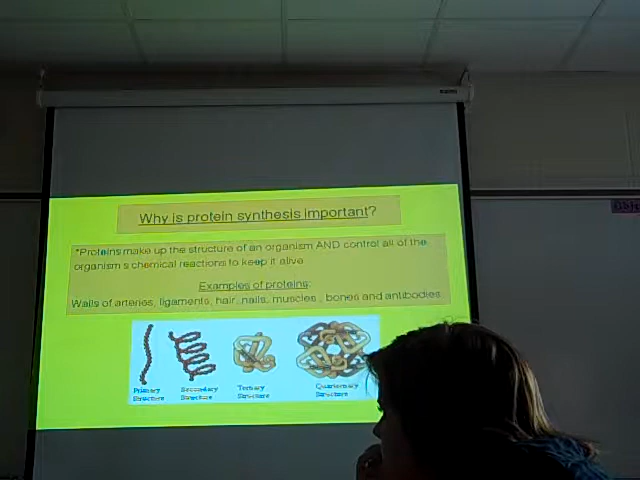 Why is protein synthesis important?
*Proteins make up the structure of an organism AND control all of the
organism's chemical reactions to keep it alive
Examples of proteins:
Walls of arteries, ligaments, hair, nails, muscles, bones and antibodies
Primary Structure
Secondary Structure
Tertiary Structure
Quarternary Structure